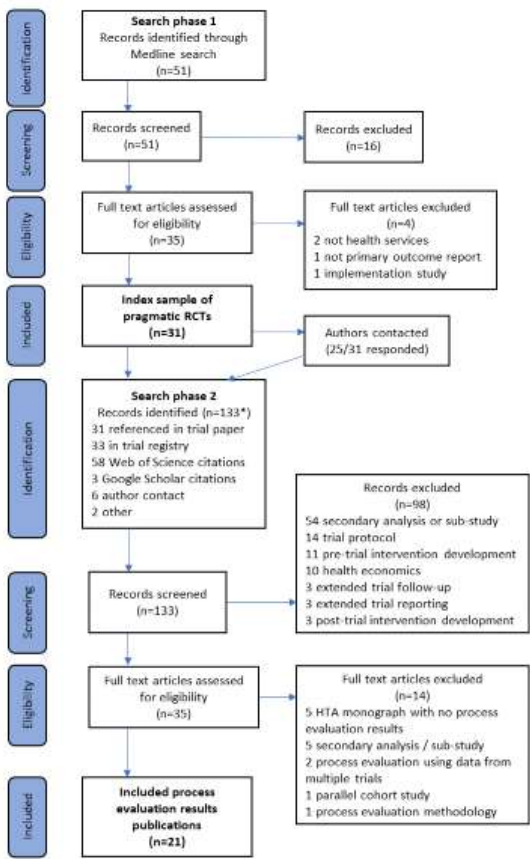 Identification
Search phase 1
Records identified through
Medline search
(n=51)
Screening
Records screened
(n=51)
Records excluded
(n=16)
Eligibility
Full text articles assessed
for eligibility
(n=35)
Full text articles excluded
(n=4)
2 not health services
1 not primary outcome report
1 implementation study
Included
Index sample of
pragmatic RCTs
(n=31)
Authors contacted
(25/31 responded)
Identification
Search phase 2
Records identified (n=133*)
31 referenced in trial paper
33 in trial registry
58 Web of Science citations
3 Google Scholar citations
6 author contact
2 other
Records excluded
(n=98)
54 secondary analysis or sub-study
14 trial protocol
11 pre-trial intervention development
10 health economics
3 extended trial follow-up
3 extended trial reporting
3 post-trial intervention development
Screening
Records screened
(n=133)
Eligibility
Full text articles assessed
for eligibility
(n=35)
Full text articles excluded
(n=14)
5 HTA monograph with no process
evaluation results
5 secondary analysis / sub-study
2 process evaluation using data from
multiple trials
1 parallel cohort study
1 process evaluation methodology
Included
Included process
evaluation results
publications
(n=21)